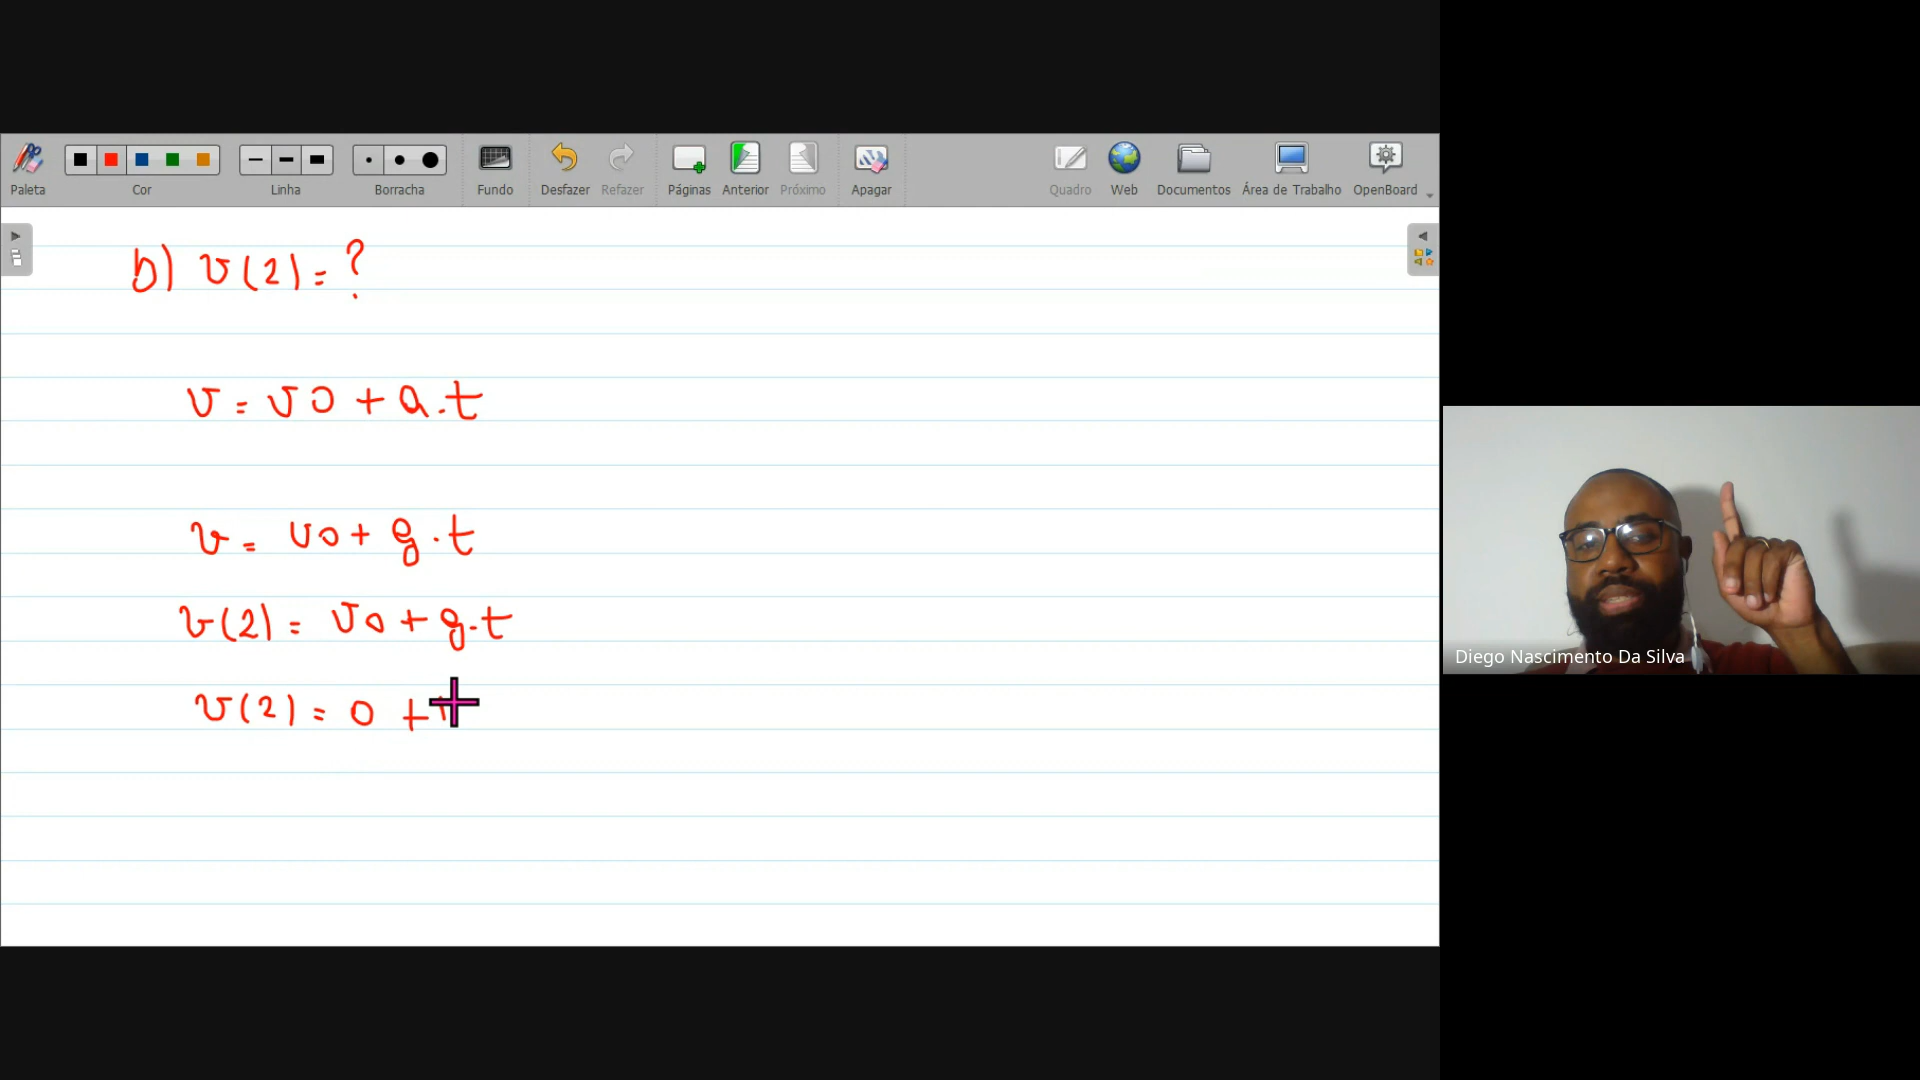 Paleta Cor Linha Borracha Fundo Desfazer Refazer Páginas Anterior Próximo Apagar Quadro Web Documentos Área de Trabalho OpenBoard
b) v(2) = ?
v = v0 + a.t
v = v0 + g.t
v(2) = v0 + g.t
v(2) = 0 +
Diego Nascimento Da Silva